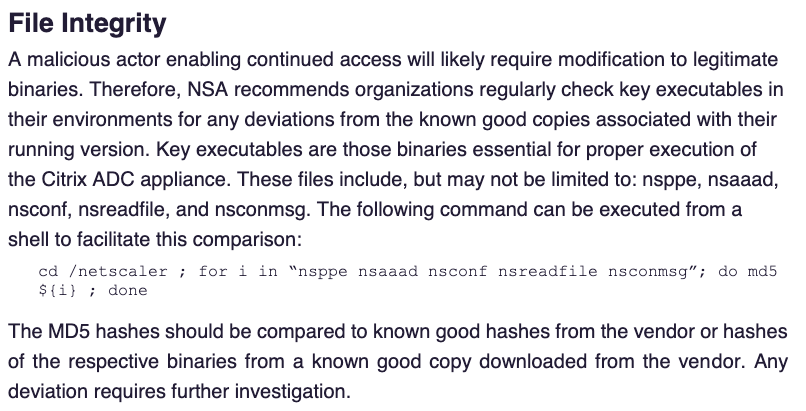 File Integrity
A malicious actor enabling continued access will likely require modification to legitimate
binaries. Therefore, NSA recommends organizations regularly check key executables in
their environments for any deviations from the known good copies associated with their
running version. Key executables are those binaries essential for proper execution of
the Citrix ADC appliance. These files include, but may not be limited to: nsppe, nsaaad,
nsconf, nsreadfile, and nsconmsg. The following command can be executed from a
shell to facilitate this comparison:
cd /netscaler ; for i in “nsppe nsaaad nsconf nsreadfile nsconmsg”; do md5
${i} ; done
The MD5 hashes should be compared to known good hashes from the vendor or hashes
of the respective binaries from a known good copy downloaded from the vendor. Any
deviation requires further investigation.